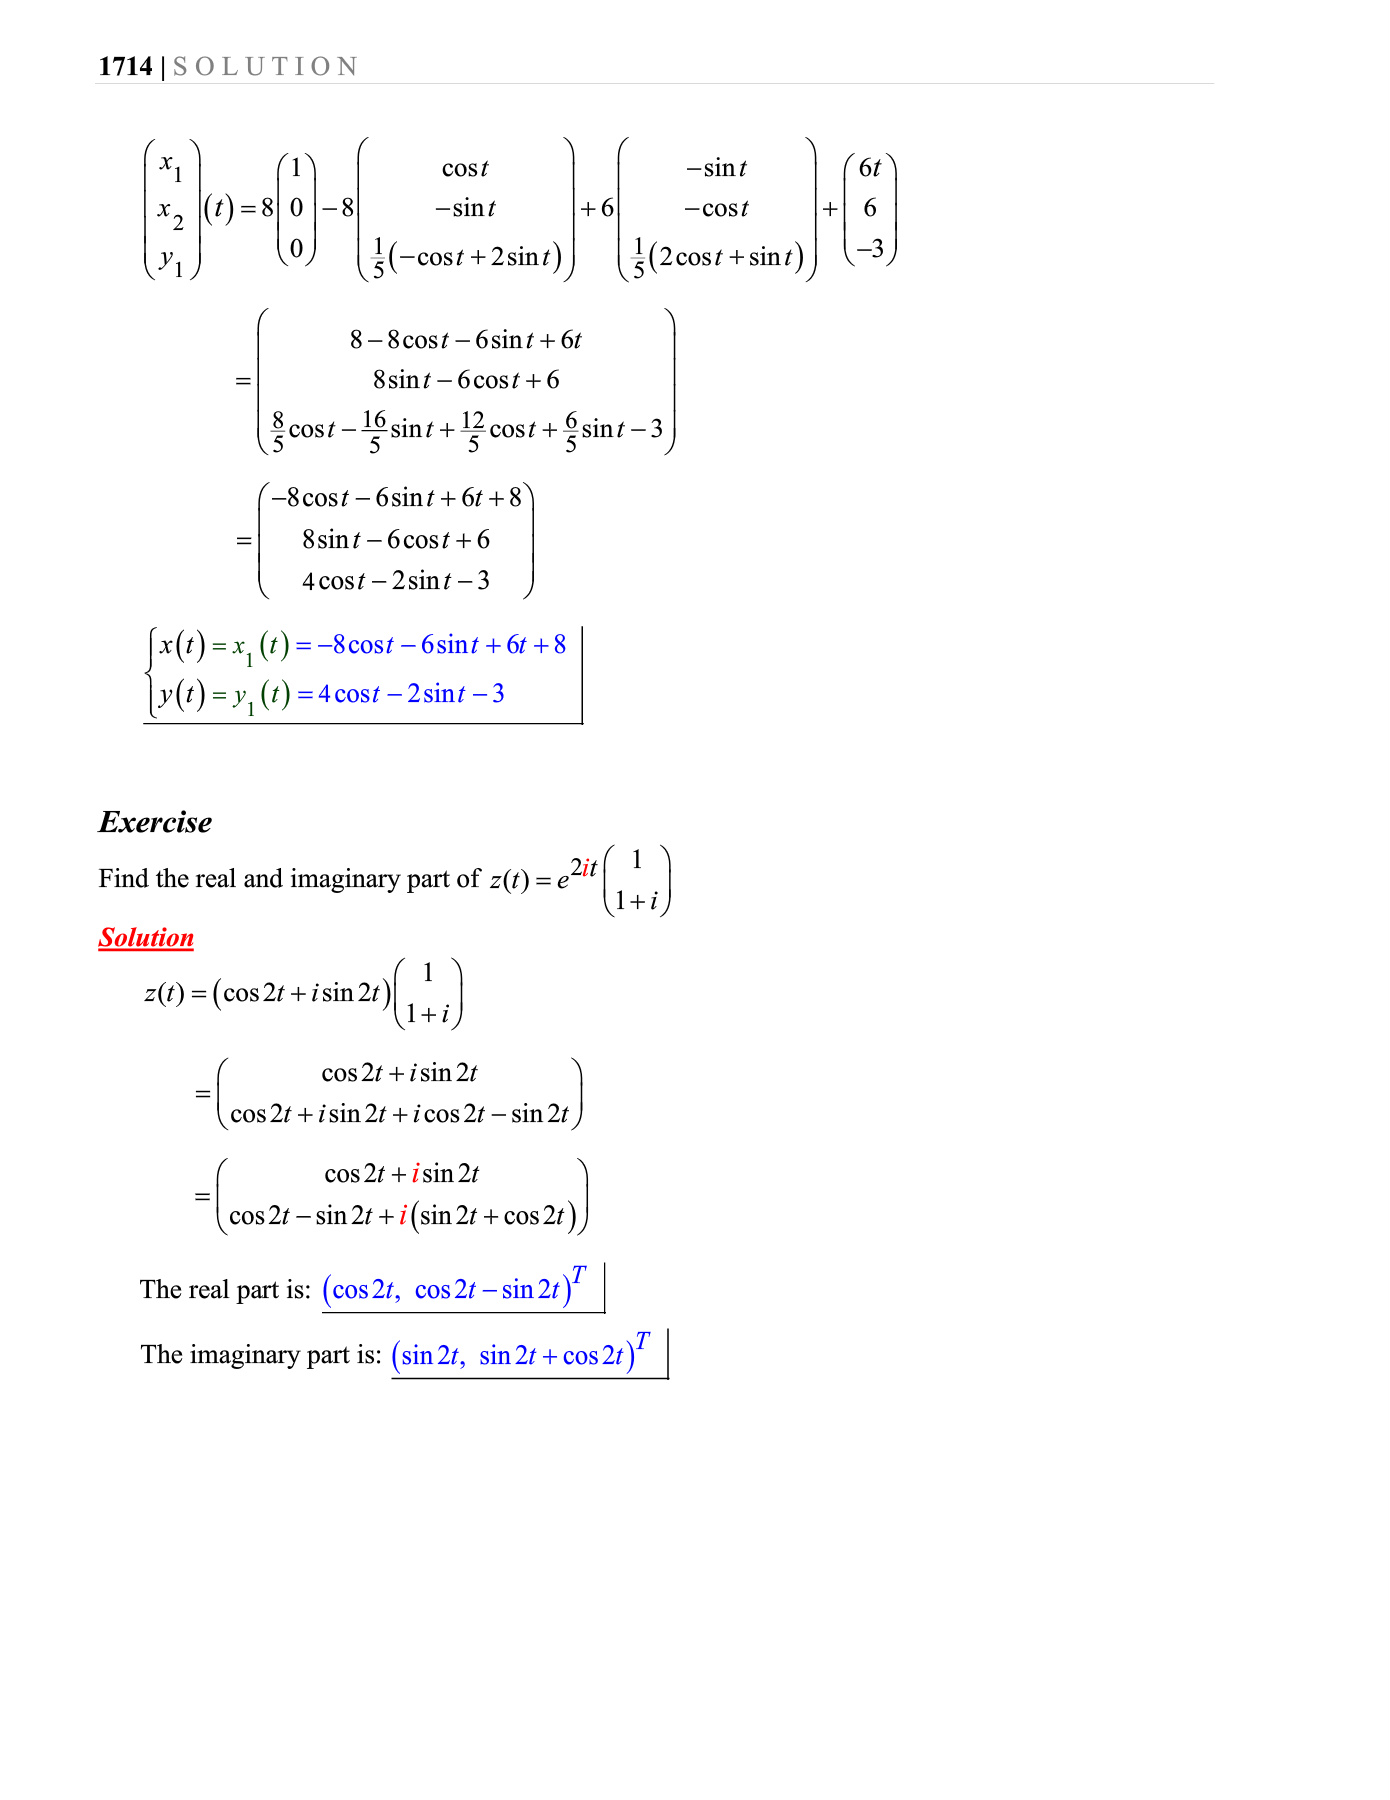 1714 | S O L U T I O N
\begin{pmatrix} x_1 \\ x_2 \\ y_1 \end{pmatrix}(t) = 8\begin{pmatrix} 1 \\ 0 \\ 0 \end{pmatrix} - 8\begin{pmatrix} \cos t \\ -\sin t \\ \frac{1}{5}(-\cos t + 2\sin t) \end{pmatrix} + 6\begin{pmatrix} -\sin t \\ -\cos t \\ \frac{1}{5}(2\cos t + \sin t) \end{pmatrix} + \begin{pmatrix} 6t \\ 6 \\ -3 \end{pmatrix}
= \begin{pmatrix} 8 - 8\cos t - 6\sin t + 6t \\ 8\sin t - 6\cos t + 6 \\ \frac{8}{5}\cos t - \frac{16}{5}\sin t + \frac{12}{5}\cos t + \frac{6}{5}\sin t - 3 \end{pmatrix}
= \begin{pmatrix} -8\cos t - 6\sin t + 6t + 8 \\ 8\sin t - 6\cos t + 6 \\ 4\cos t - 2\sin t - 3 \end{pmatrix}
x(t) = x_1(t) = -8\cos t - 6\sin t + 6t + 8
y(t) = y_1(t) = 4\cos t - 2\sin t - 3
Exercise
Find the real and imaginary part of z(t) = e^{2it}\begin{pmatrix} 1 \\ 1+i \end{pmatrix}
Solution
z(t) = (\cos 2t + i\sin 2t)\begin{pmatrix} 1 \\ 1+i \end{pmatrix}
= \begin{pmatrix} \cos 2t + i\sin 2t \\ \cos 2t + i\sin 2t + i\cos 2t - \sin 2t \end{pmatrix}
= \begin{pmatrix} \cos 2t + i\sin 2t \\ \cos 2t - \sin 2t + i(\sin 2t + \cos 2t) \end{pmatrix}
The real part is: (\cos 2t, \cos 2t - \sin 2t)^T
The imaginary part is: (\sin 2t, \sin 2t + \cos 2t)^T